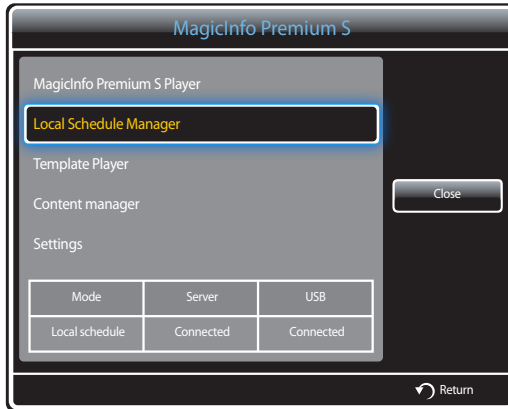 MagicInfo Premium S
MagicInfo Premium S Player
Local Schedule Manager
Template Player
Content manager
Settings
Close
Mode Server USB
Local schedule Connected Connected
Return